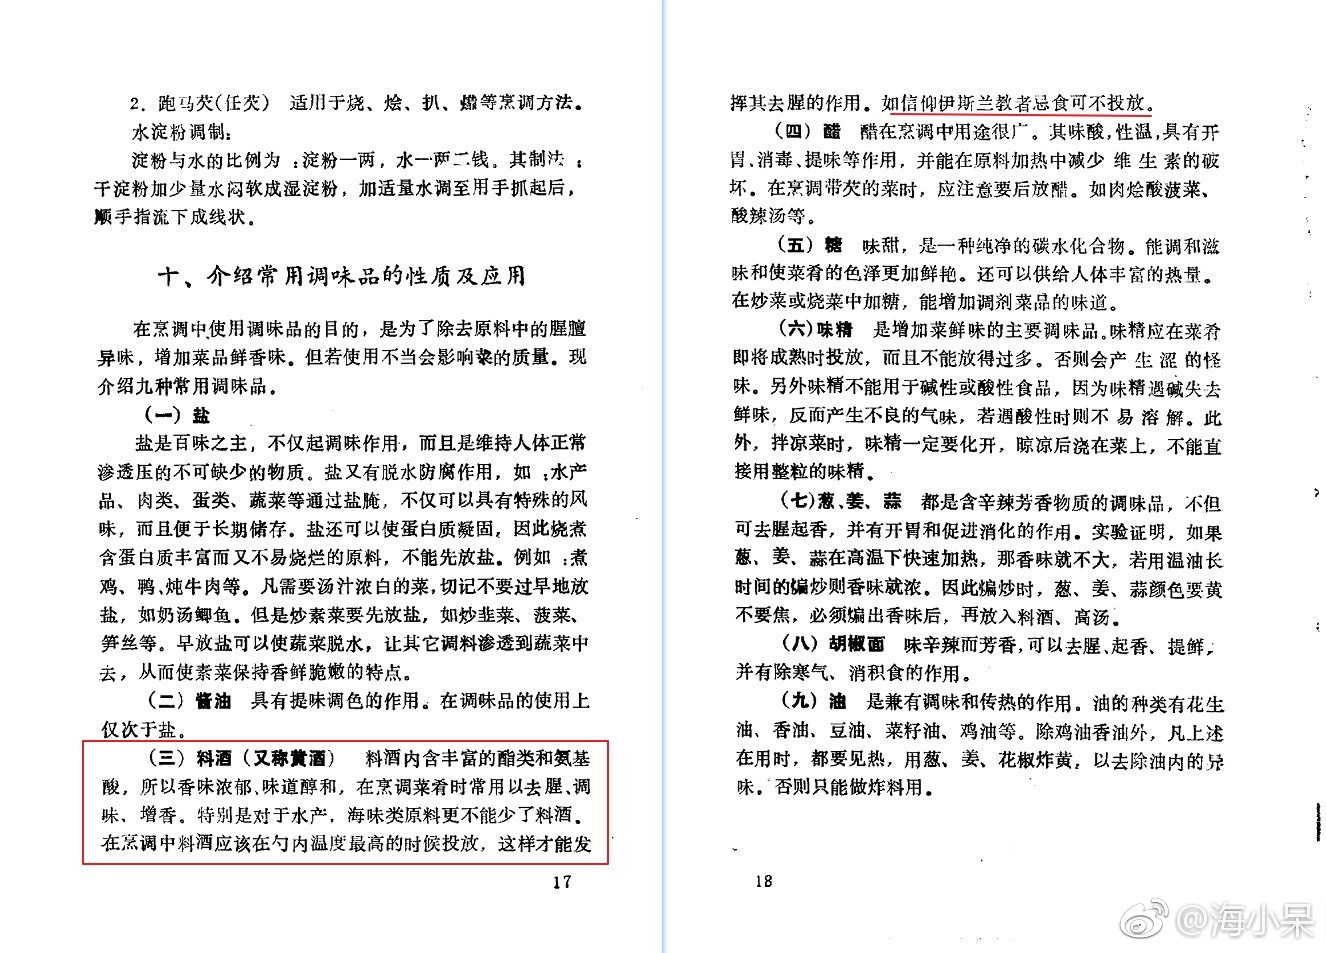 2. 跑马芡(任芡) 适用于烧、烩、扒、㸆等烹调方法。
水淀粉调制:
淀粉与水的比例为:淀粉一两，水一两二钱。其制法:
干淀粉加少量水闷软成湿淀粉，加适量水调至用手抓起后，
顺手指流下成线状。
十、介绍常用调味品的性质及应用
在烹调中使用调味品的目的，是为了除去原料中的腥膻
异味，增加菜品鲜香味。但若使用不当会影响菜的质量。现
介绍九种常用调味品。
(一) 盐
盐是百味之主，不仅起调味作用，而且是维持人体正常
渗透压的不可缺少的物质。盐又有脱水防腐作用，如:水产
品、肉类、蛋类、蔬菜等通过盐腌，不仅可以具有特殊的风
味，而且便于长期储存。盐还可以使蛋白质凝固，因此烧煮
含蛋白质丰富而又不易烧烂的原料，不能先放盐。例如:煮
鸡、鸭、炖牛肉等。凡需要汤汁浓白的菜，切记不要过早地放
盐，如奶汤鲫鱼。但是炒素菜要先放盐，如炒韭菜、菠菜、
笋丝等。早放盐可以使蔬菜脱水，让其它调料渗透到蔬菜中
去，从而使素菜保持香鲜脆嫩的特点。
(二) 酱油 具有提味调色的作用。在调味品的使用上
仅次于盐。
(三) 料酒 (又称黄酒) 料酒内含丰富的酯类和氨基
酸，所以香味浓郁、味道醇和，在烹调菜肴时常用以去腥、调
味、增香。特别是对于水产，海味类原料更不能少了料酒。
在烹调中料酒应该在勺内温度最高的时候投放，这样才能发
17
挥其去腥的作用。如信仰伊斯兰教者忌食可不投放。
(四) 醋 醋在烹调中用途很广。其味酸，性温，具有开
胃、消毒、提味等作用，并能在原料加热中减少维生素的破
坏。在烹调带芡的菜时，应注意要后放醋。如肉烩酸菠菜、
酸辣汤等。
(五) 糖 味甜，是一种纯净的碳水化合物。能调和滋
味和使菜肴的色泽更加鲜艳。还可以供给人体丰富的热量。
在炒菜或烧菜中加糖，能增加调剂菜品的味道。
(六) 味精 是增加菜鲜味的主要调味品。味精应在菜肴
即将成熟时投放，而且不能放得过多。否则会产生涩的怪
味。另外味精不能用于碱性或酸性食品，因为味精遇碱失去
鲜味，反而产生不良的气味，若遇酸性时则不易溶解。此
外，拌凉菜时，味精一定要化开，晾凉后浇在菜上，不能直
接用整粒的味精。
(七) 葱、姜、蒜 都是含辛辣芳香物质的调味品，不但
可去腥起香，并有开胃和促进消化的作用。实验证明，如果
葱、姜、蒜在高温下快速加热，那香味就不大，若用温油长
时间的煸炒则香味就浓。因此煸炒时，葱、姜、蒜颜色要黄
不要焦，必须煸出香味后，再放入料酒、高汤。
(八) 胡椒面 味辛辣而芳香，可以去腥、起香、提鲜，
并有除寒气、消积食的作用。
(九) 油 是兼有调味和传热的作用。油的种类有花生
油、香油、豆油、菜籽油、鸡油等。除鸡油香油外，凡上述
在用时，都要见热，用葱、姜、花椒炸黄，以去除油内的异
味。否则只能做炸料用。
18
@海小呆